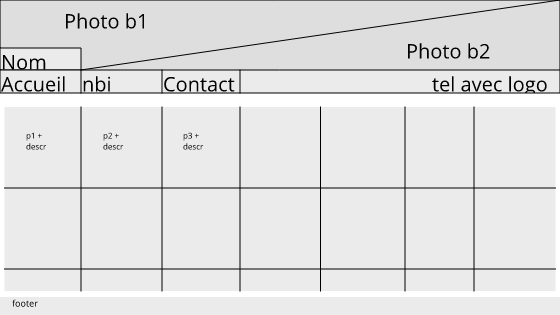 Photo b1
Photo b2
Nom
Accueil
nbi
Contact
tel avec logo
p1 +
descr
p2 +
descr
p3 +
descr
footer